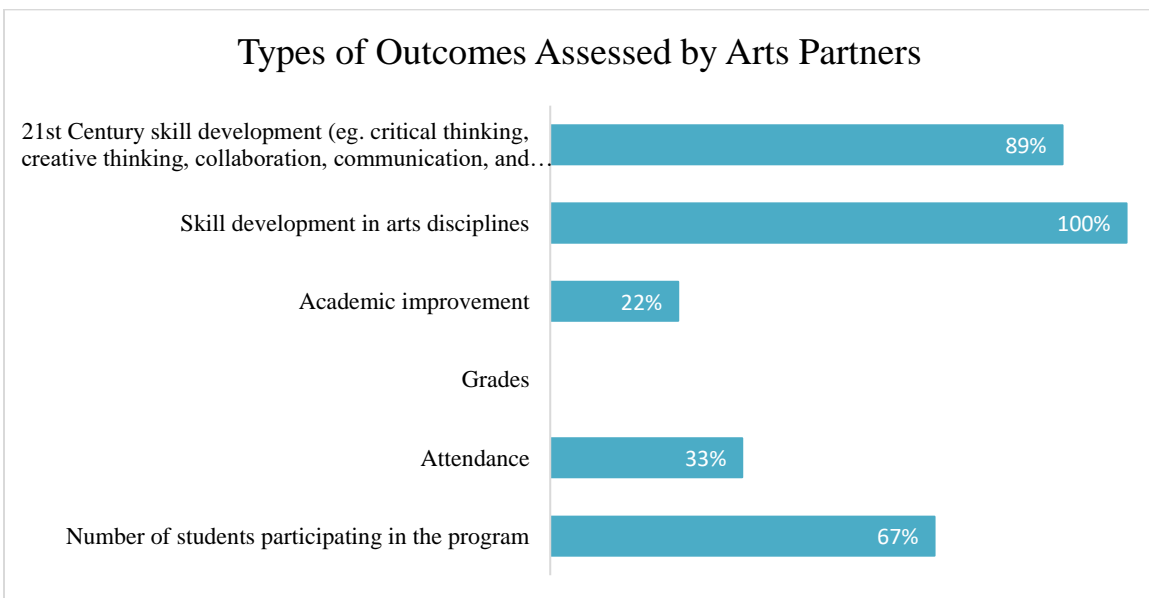 Types of Outcomes Assessed by Arts Partners
21st Century skill development (eg. critical thinking,
creative thinking, collaboration, communication, and…
89%
Skill development in arts disciplines
100%
Academic improvement
22%
Grades
Attendance
33%
Number of students participating in the program
67%